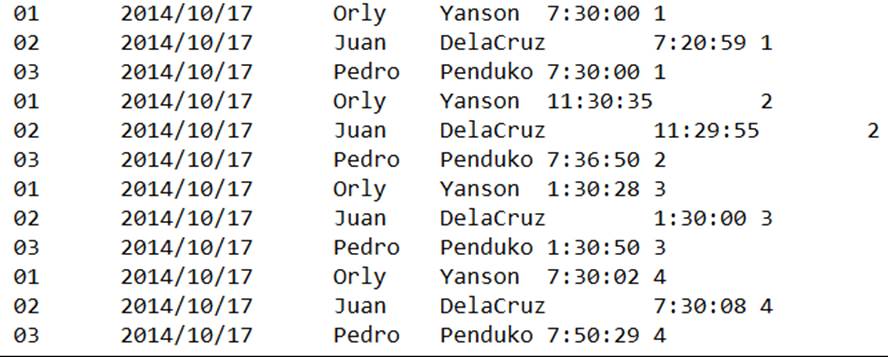 01 2014/10/17 Orly Yanson 7:30:00 1
02 2014/10/17 Juan DelaCruz 7:20:59 1
03 2014/10/17 Pedro Penduko 7:30:00 1
01 2014/10/17 Orly Yanson 11:30:35 2
02 2014/10/17 Juan DelaCruz 11:29:55 2
03 2014/10/17 Pedro Penduko 7:36:50 2
01 2014/10/17 Orly Yanson 1:30:28 3
02 2014/10/17 Juan DelaCruz 1:30:00 3
03 2014/10/17 Pedro Penduko 1:30:50 3
01 2014/10/17 Orly Yanson 7:30:02 4
02 2014/10/17 Juan DelaCruz 7:30:08 4
03 2014/10/17 Pedro Penduko 7:50:29 4